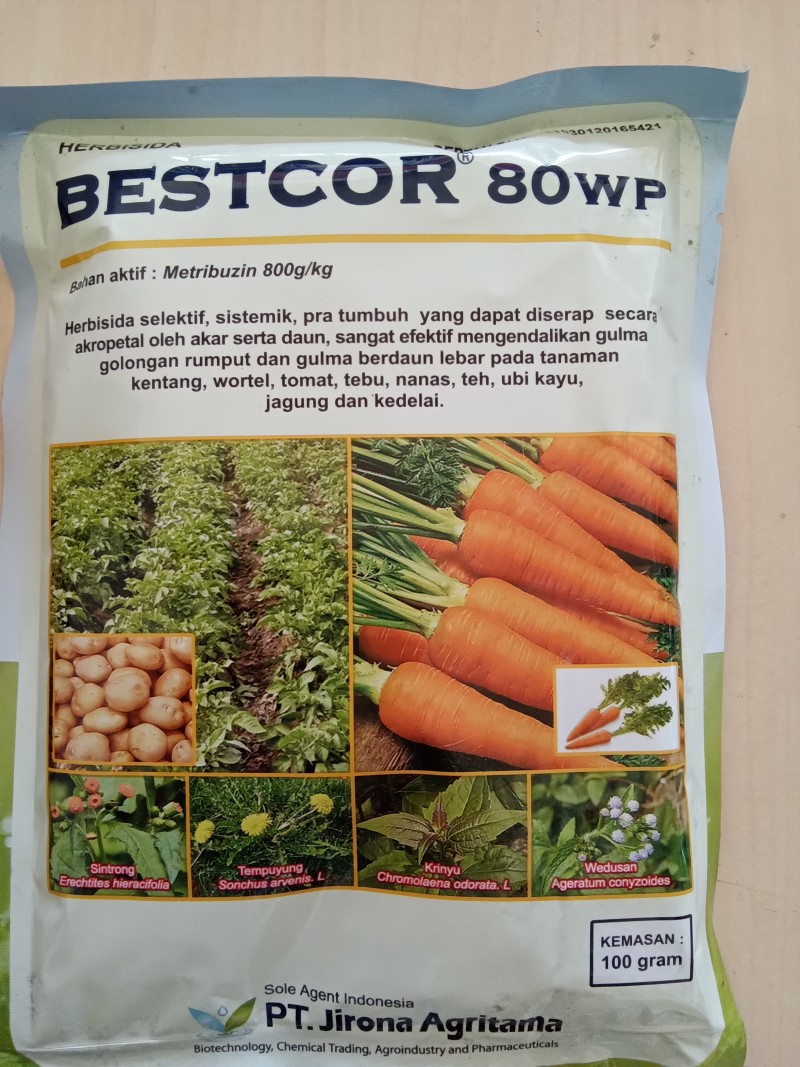 HERBISIDA
BESTCOR® 80WP
Bahan aktif : Metribuzin 800g/kg
Herbisida selektif, sistemik, pra tumbuh yang dapat diserap secara
akropetal oleh akar serta daun, sangat efektif mengendalikan gulma
golongan rumput dan gulma berdaun lebar pada tanaman
kentang, wortel, tomat, tebu, nanas, teh, ubi kayu,
jagung dan kedelai.
Sintrong
Erechtites hieracifolia
Tempuyung
Sonchus arvenis. L
Krinyu
Chromolaena odorata. L
Wedusan
Ageratum conyzoides
KEMASAN :
100 gram
Sole Agent Indonesia
PT. Jirona Agritama
Biotechnology, Chemical Trading, Agroindustry and Pharmaceuticals